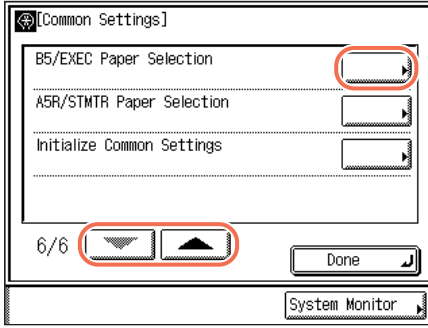 [Common Settings]
B5/EXEC Paper Selection
A5R/STMTR Paper Selection
Initialize Common Settings
6/6
Done
System Monitor